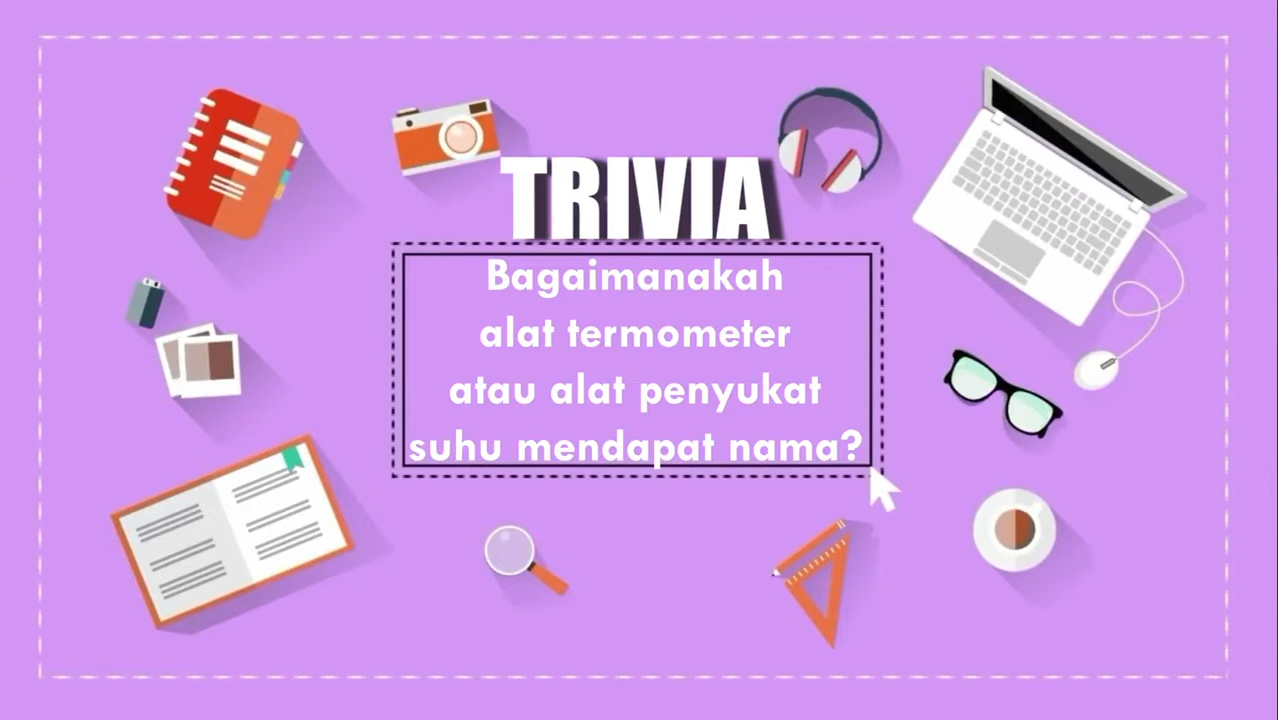 TRIVIA
Bagaimanakah
alat termometer
atau alat penyukat
suhu mendapat nama?